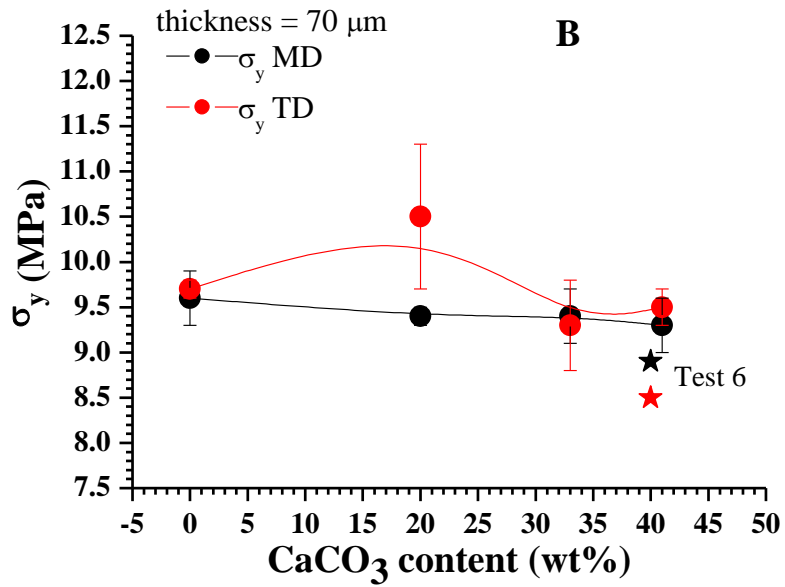 thickness = 70 μm
B
σy MD
σy TD
12.5
12.0
11.5
11.0
10.5
10.0
9.5
9.0
8.5
8.0
7.5
σy (MPa)
Test 6
-5 0 5 10 15 20 25 30 35 40 45 50
CaCO3 content (wt%)